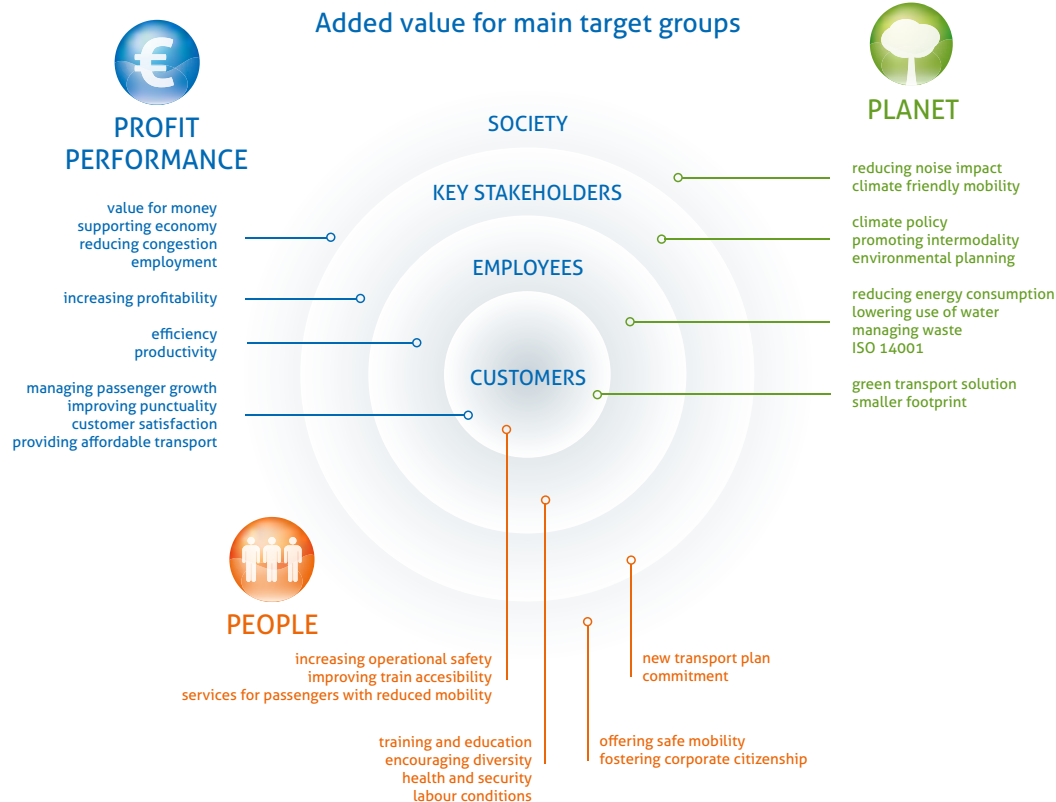 Added value for main target groups
PROFIT
PERFORMANCE
value for money
supporting economy
reducing congestion
employment
increasing profitability
efficiency
productivity
managing passenger growth
improving punctuality
customer satisfaction
providing affordable transport
SOCIETY
KEY STAKEHOLDERS
EMPLOYEES
CUSTOMERS
PLANET
reducing noise impact
climate friendly mobility
climate policy
promoting intermodality
environmental planning
reducing energy consumption
lowering use of water
managing waste
ISO 14001
green transport solution
smaller footprint
PEOPLE
increasing operational safety
improving train accesibility
services for passengers with reduced mobility
training and education
encouraging diversity
health and security
labour conditions
offering safe mobility
fostering corporate citizenship
new transport plan
commitment